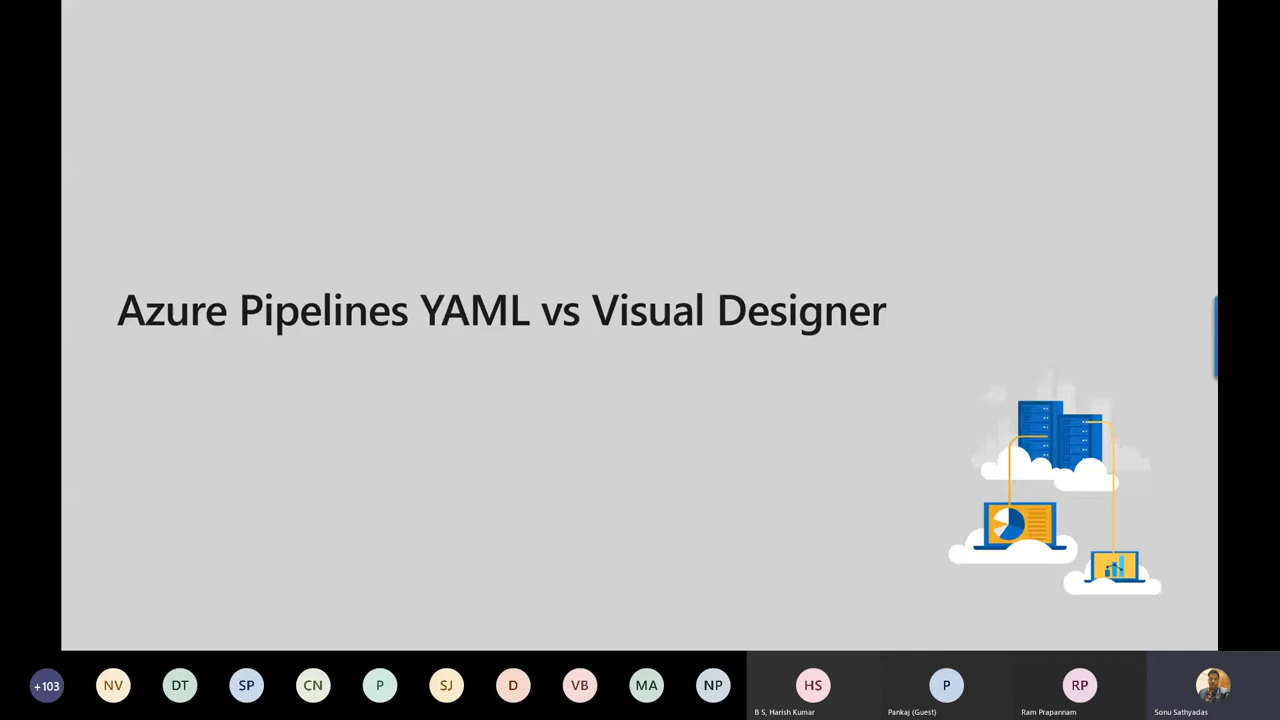 Azure Pipelines YAML vs Visual Designer
+103
NV
DT
SP
CN
P
SJ
D
VB
MA
NP
HS
P
RP
B S, Harish Kumar
Pankaj (Guest)
Ram Prapannam
Sonu Sathyadas